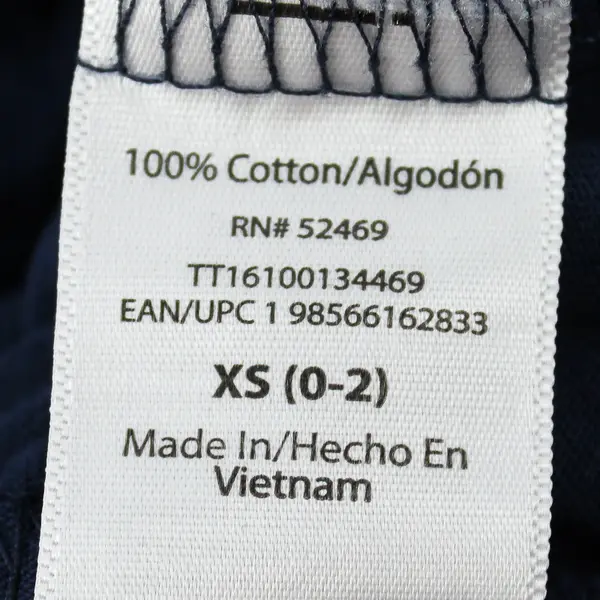 100% Cotton/Algodón
RN# 52469
TT16100134469
EAN/UPC 1 98566162833
XS (0-2)
Made In/Hecho En
Vietnam